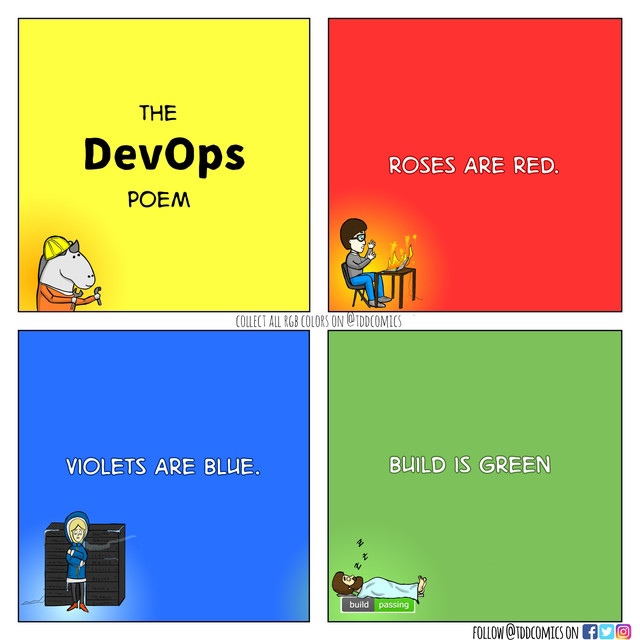 THE
DevOps
POEM
ROSES ARE RED.
COLLECT ALL RGB COLORS ON @TDDCOMICS
VIOLETS ARE BLUE.
BUILD IS GREEN
z
z
z
build passing
FOLLOW @TDDCOMICS ON